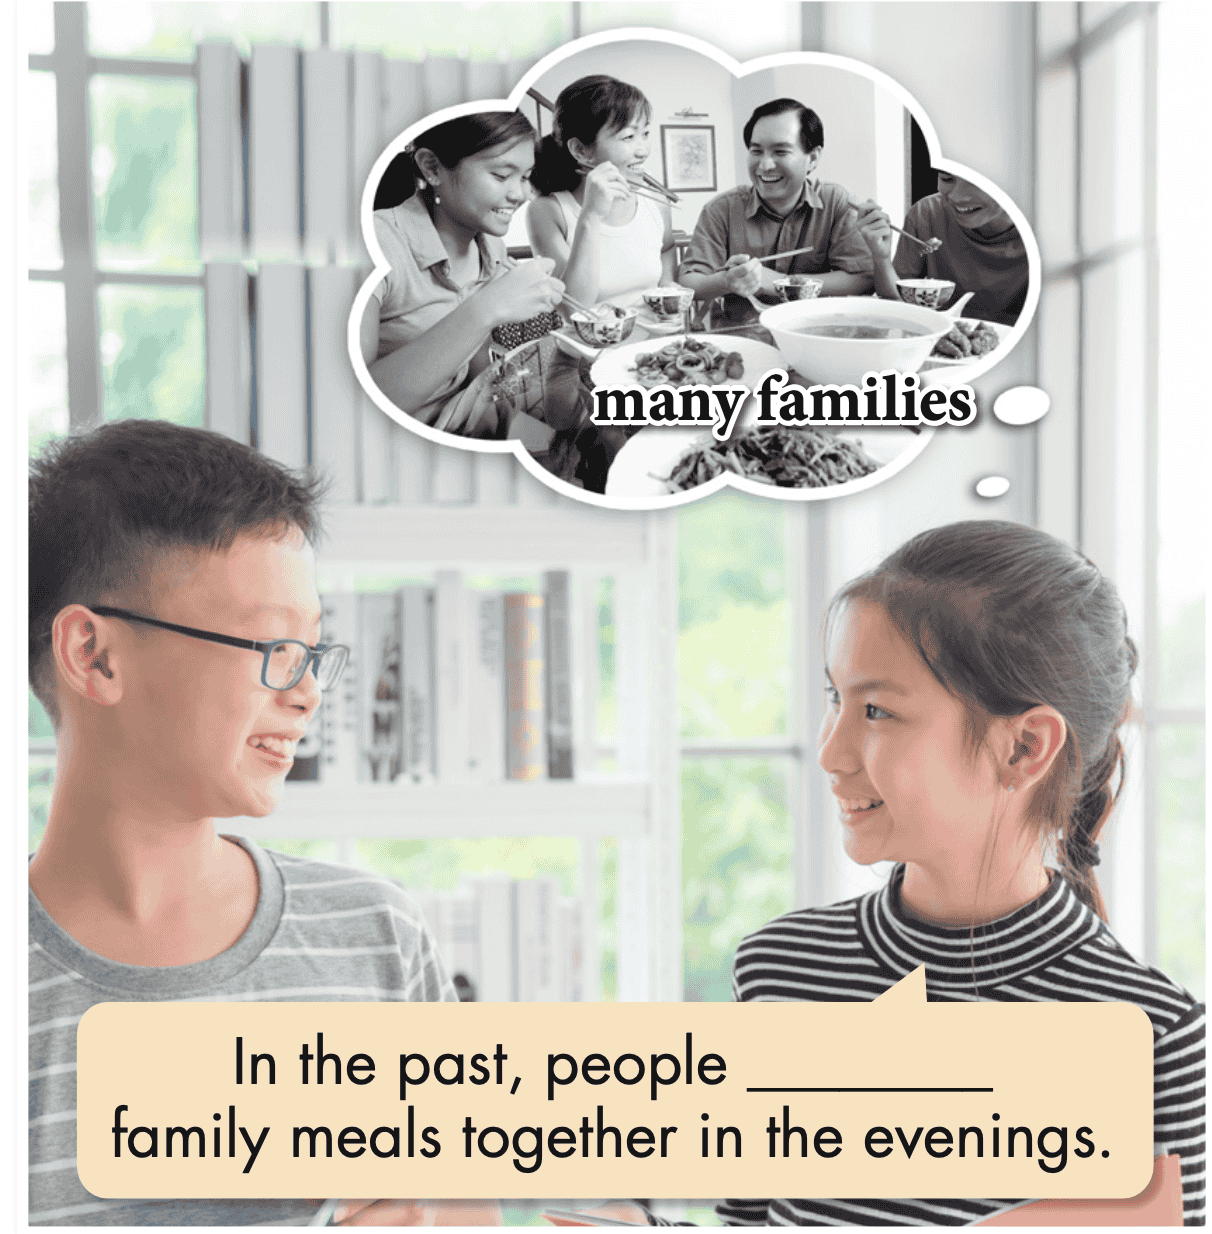 many families
In the past, people ________
family meals together in the evenings.